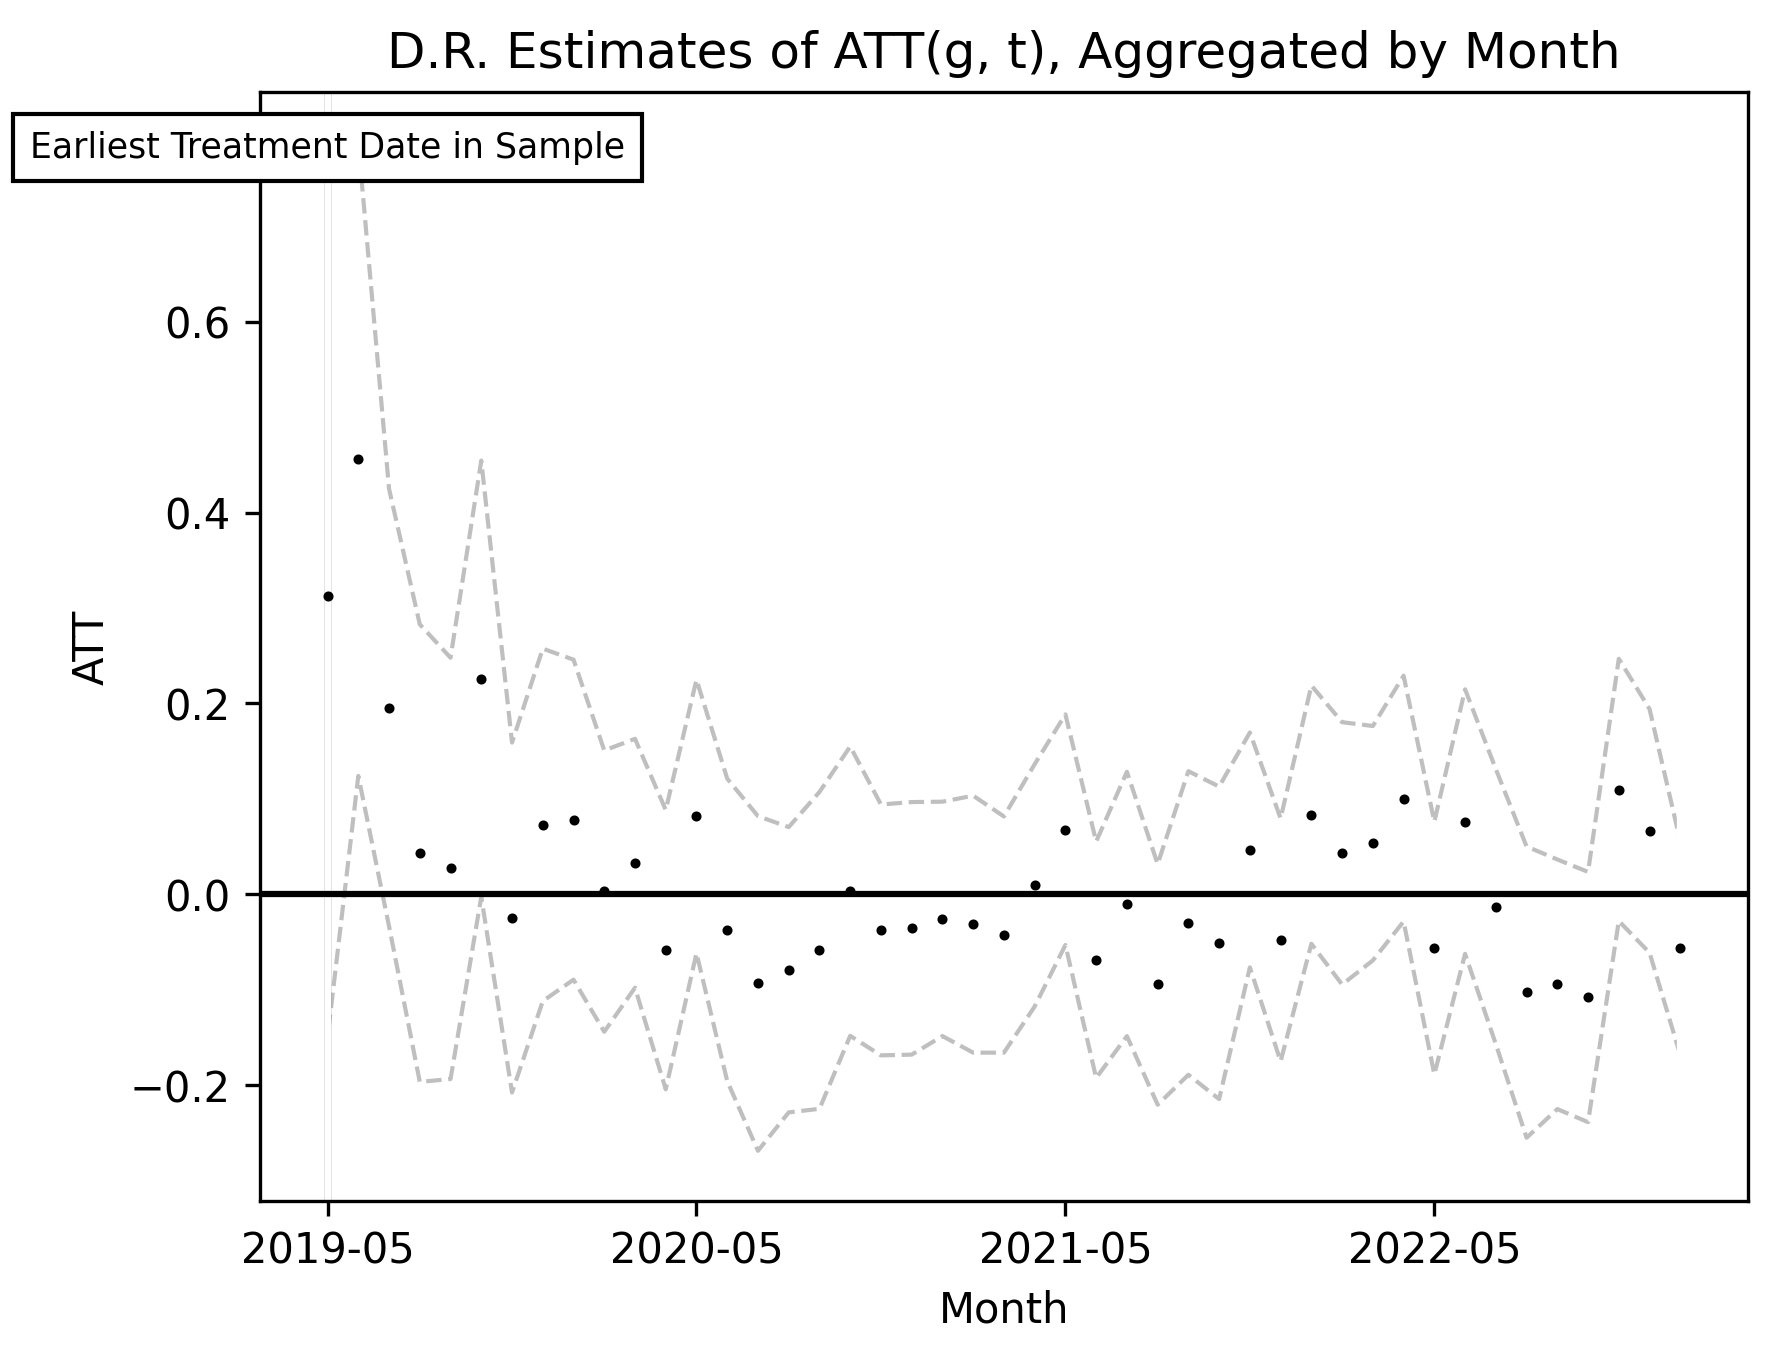 D.R. Estimates of ATT(g, t), Aggregated by Month
Earliest Treatment Date in Sample
0.6
0.4
0.2
0.0
−0.2
ATT
2019-05 2020-05 2021-05 2022-05
Month